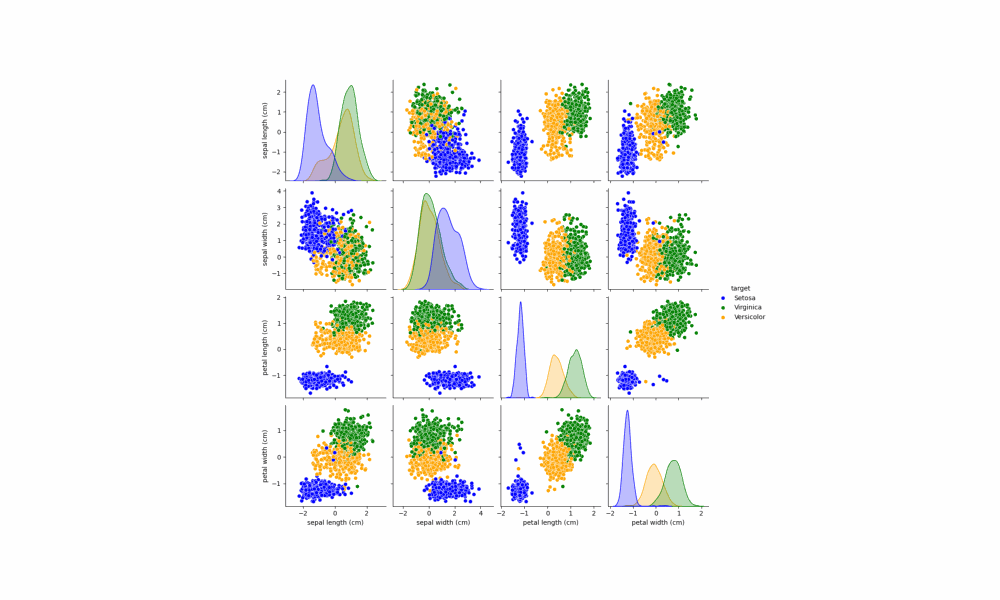 sepal length (cm)
2
1
0
−1
−2
sepal width (cm)
4
3
2
1
0
−1
petal length (cm)
2
1
0
−1
target
Setosa
Virginica
Versicolor
petal width (cm)
1
0
−1
−2 0 2
sepal length (cm)
−2 0 2 4
sepal width (cm)
−2 −1 0 1 2
petal length (cm)
−2 −1 0 1 2
petal width (cm)